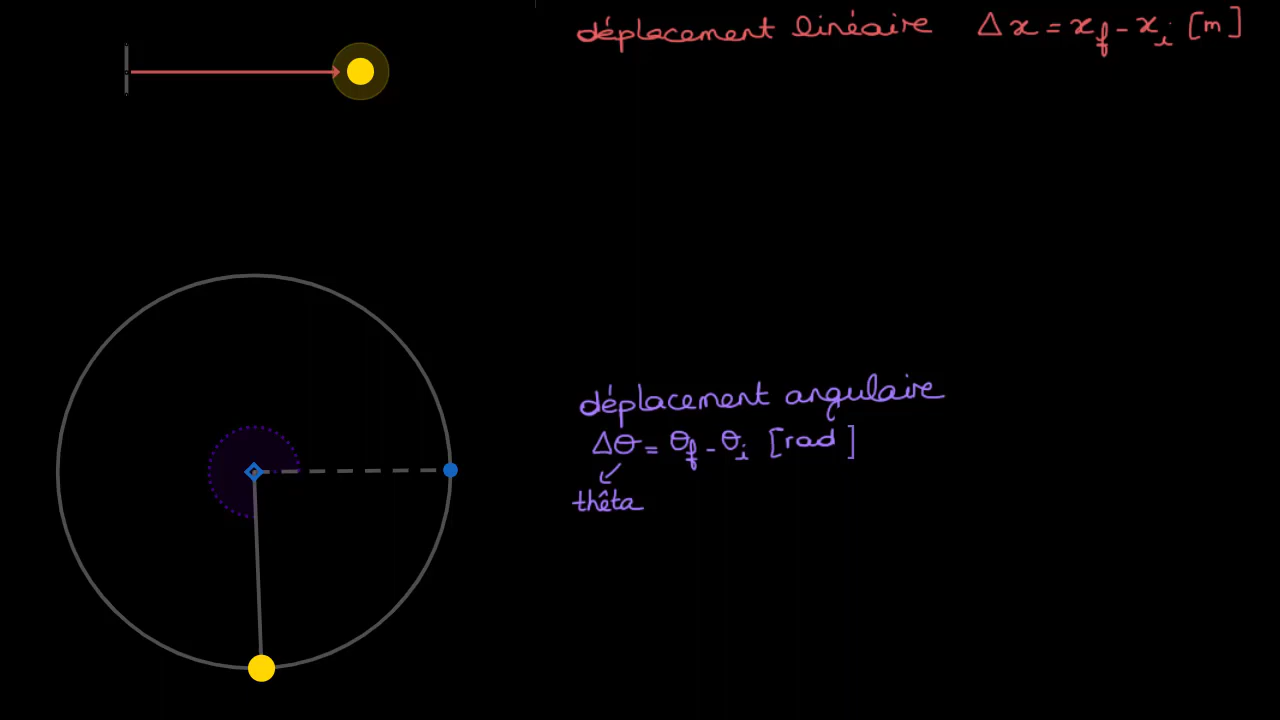 déplacement linéaire Δx = x_f - x_i [m]
déplacement angulaire
Δθ = θ_f - θ_i [rad]
thêta